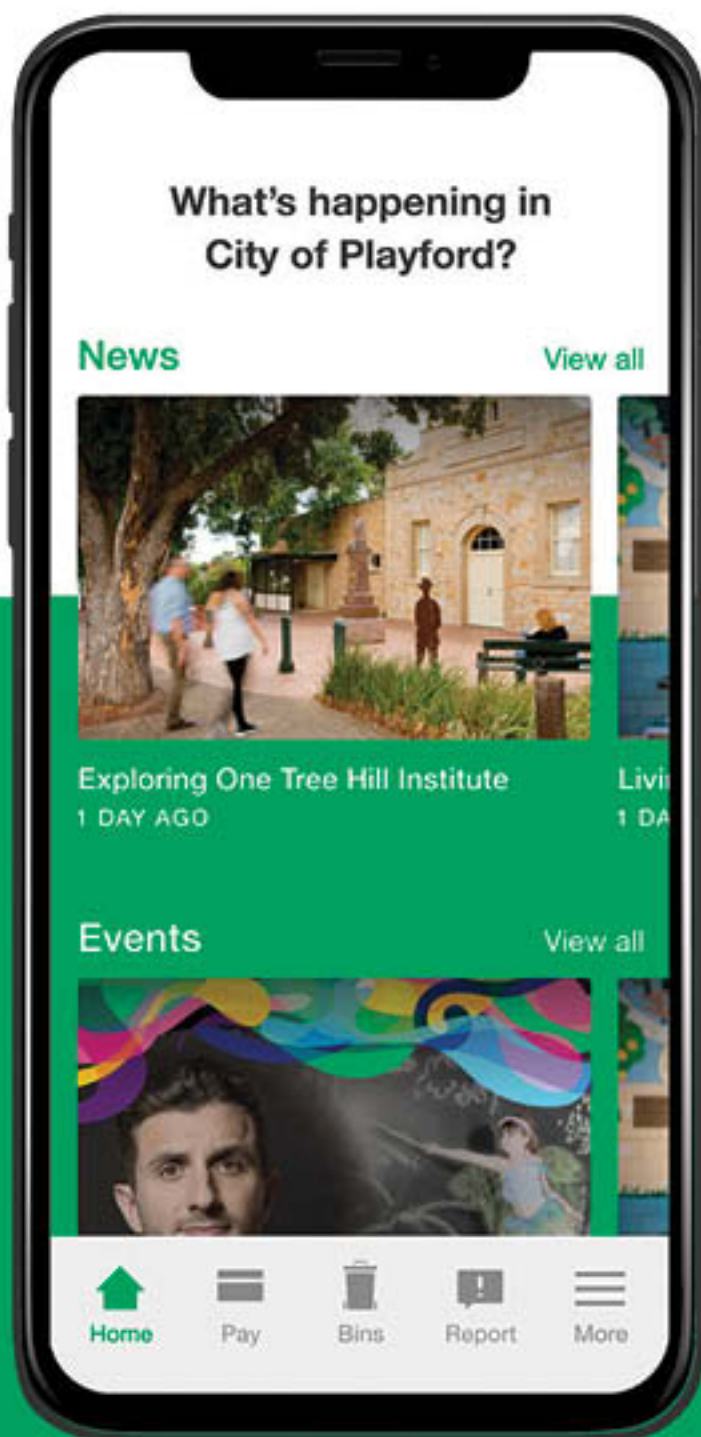 What's happening in
City of Playford?
News
View all
Exploring One Tree Hill Institute
1 DAY AGO
Events
View all
Home
Pay
Bins
Report
More